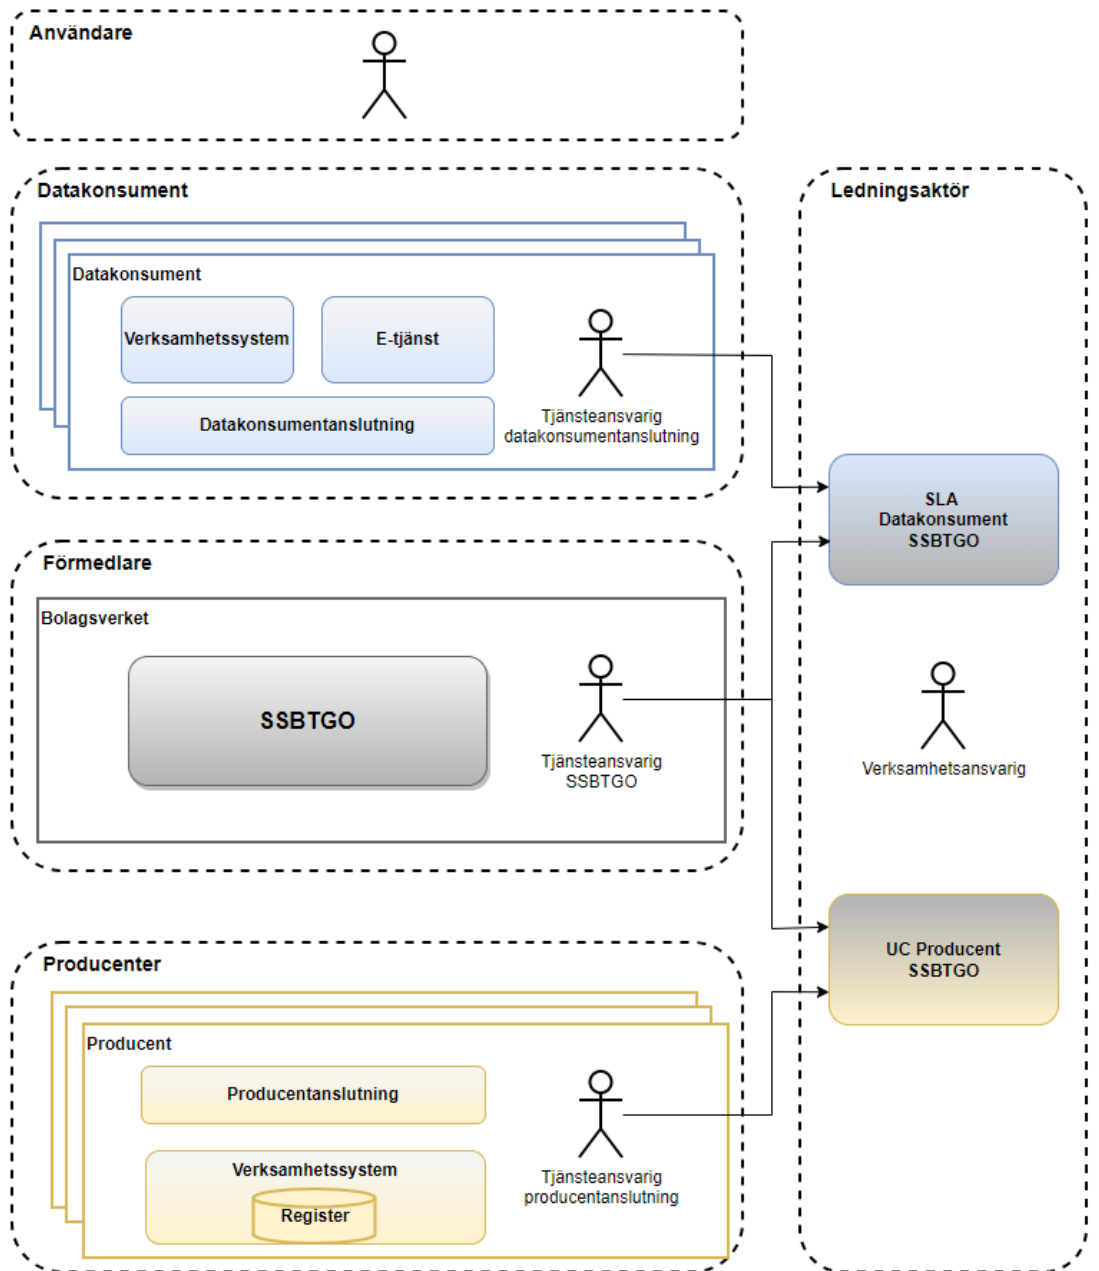 Användare
Datakonsument
Datakonsument
Verksamhetssystem
E-tjänst
Datakonsumentanslutning
Tjänsteansvarig
datakonsumentanslutning
Ledningsaktör
SLA
Datakonsument
SSBTGO
Förmedlare
Bolagsverket
SSBTGO
Tjänsteansvarig
SSBTGO
Verksamhetsansvarig
UC Producent
SSBTGO
Producenter
Producent
Producentanslutning
Verksamhetssystem
Register
Tjänsteansvarig
producentanslutning